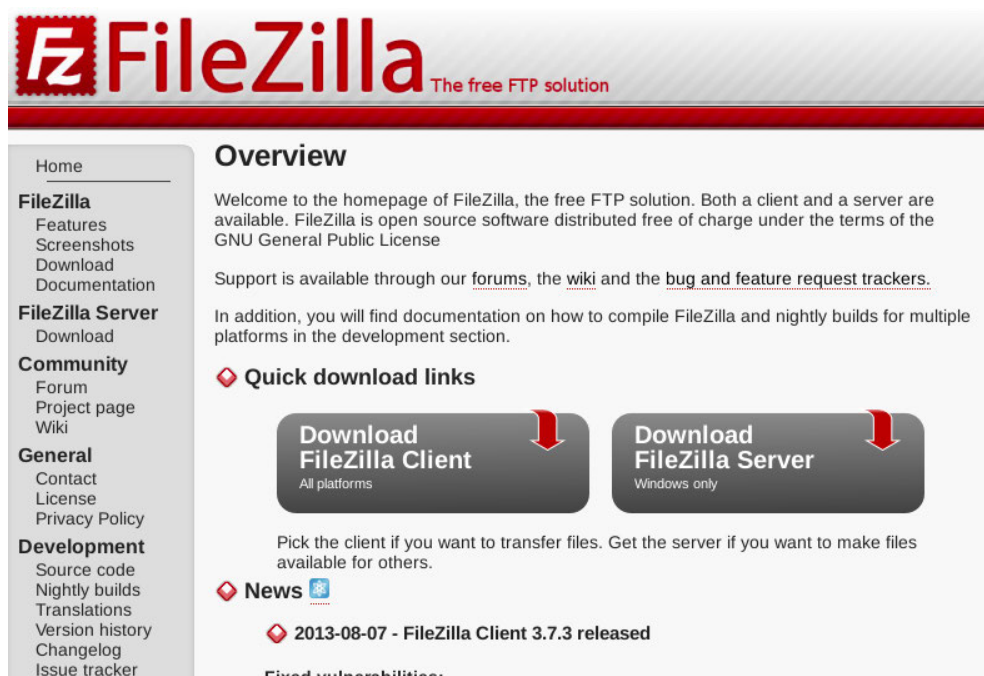 Fz FileZilla The free FTP solution
Home
FileZilla
Features
Screenshots
Download
Documentation
FileZilla Server
Download
Community
Forum
Project page
Wiki
General
Contact
License
Privacy Policy
Development
Source code
Nightly builds
Translations
Version history
Changelog
Issue tracker
Overview
Welcome to the homepage of FileZilla, the free FTP solution. Both a client and a server are
available. FileZilla is open source software distributed free of charge under the terms of the
GNU General Public License
Support is available through our forums, the wiki and the bug and feature request trackers.
In addition, you will find documentation on how to compile FileZilla and nightly builds for multiple
platforms in the development section.
Quick download links
Download
FileZilla Client
All platforms
Download
FileZilla Server
Windows only
Pick the client if you want to transfer files. Get the server if you want to make files
available for others.
News
2013-08-07 - FileZilla Client 3.7.3 released
Fixed vulnerabilities: